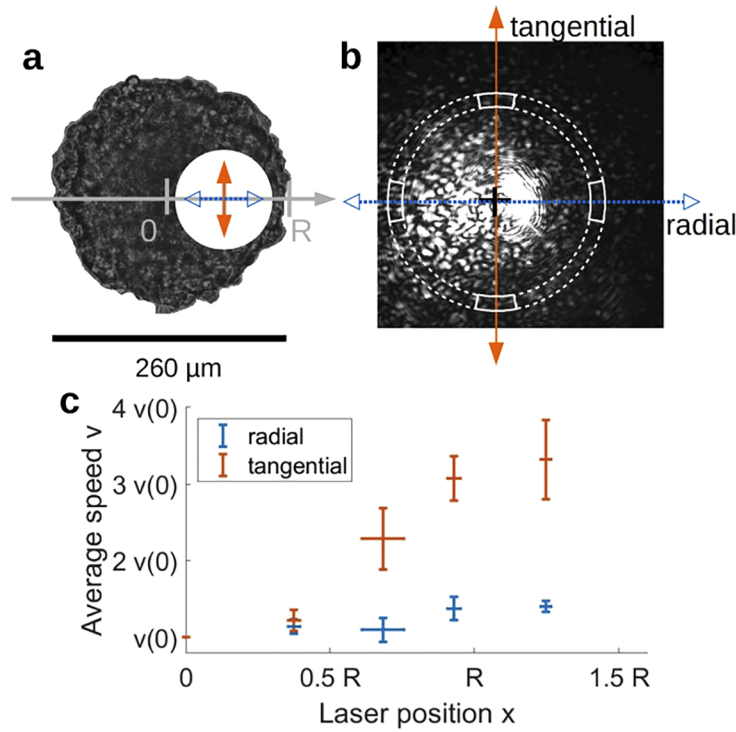 a
0
R
260 µm
b
tangential
radial
c
4 v(0)
3 v(0)
2 v(0)
v(0)
Average speed v
radial
tangential
0
0.5 R
R
1.5 R
Laser position x